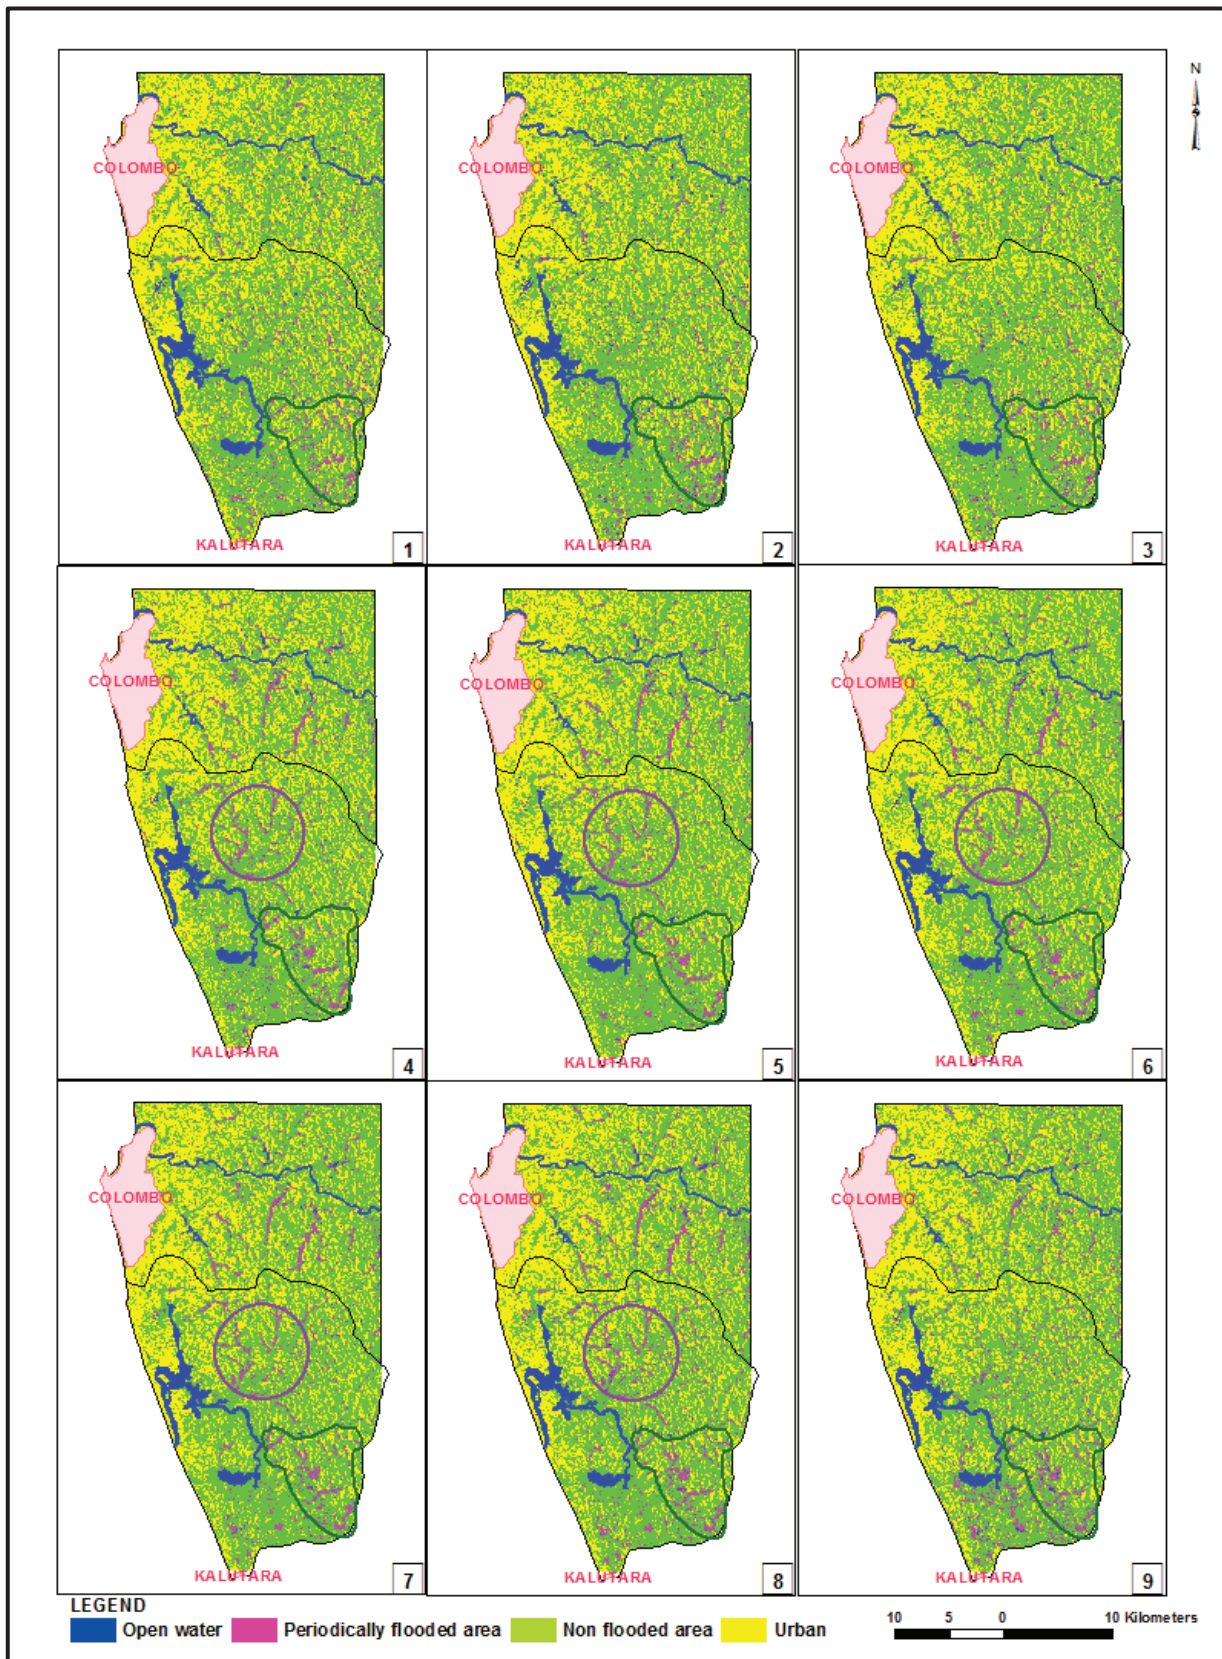 N
COLOMBO
COLOMBO
COLOMBO
KALUTARA
1
KALUTARA
2
KALUTARA
3
COLOMBO
COLOMBO
COLOMBO
KALUTARA
4
KALUTARA
5
KALUTARA
6
COLOMBO
COLOMBO
COLOMBO
KALUTARA
7
KALUTARA
8
KALUTARA
9
LEGEND
Open water Periodically flooded area Non flooded area Urban
10 5 0 10 Kilometers